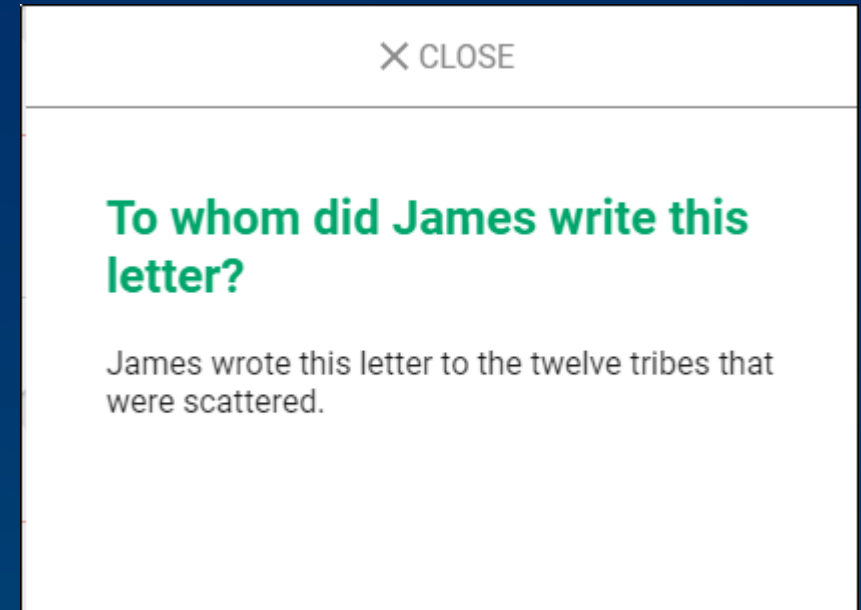 CLOSE
To whom did James write this
letter?
James wrote this letter to the twelve tribes that
were scattered.